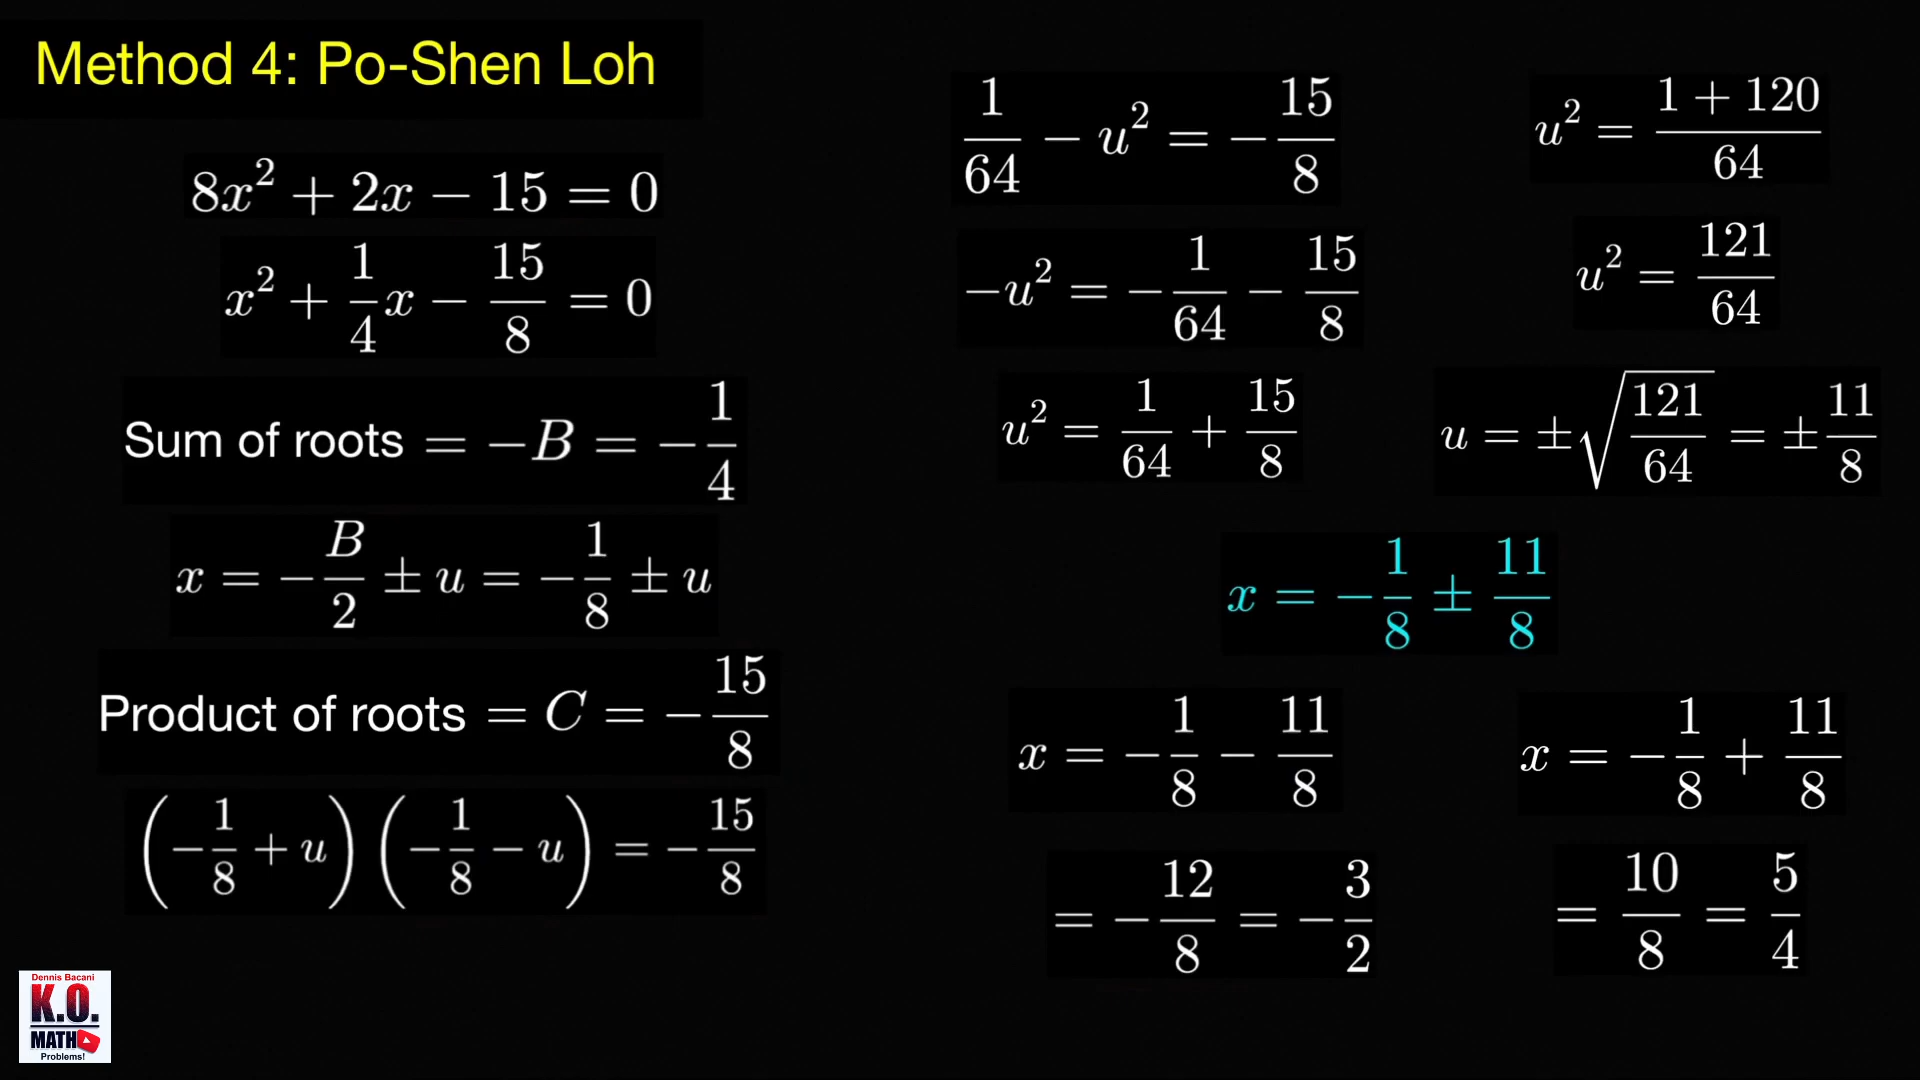 Method 4: Po-Shen Loh
8x² + 2x − 15 = 0
x² + 1/4 x − 15/8 = 0
Sum of roots = −B = −1/4
x = −B/2 ± u = −1/8 ± u
Product of roots = C = −15/8
(−1/8 + u)(−1/8 − u) = −15/8
1/64 − u² = −15/8
−u² = −1/64 − 15/8
u² = 1/64 + 15/8
u² = (1 + 120)/64
u² = 121/64
u = ±√(121/64) = ±11/8
x = −1/8 ± 11/8
x = −1/8 − 11/8
= −12/8 = −3/2
x = −1/8 + 11/8
= 10/8 = 5/4
Dennis Bacani
K.O.
MATH
Problems!